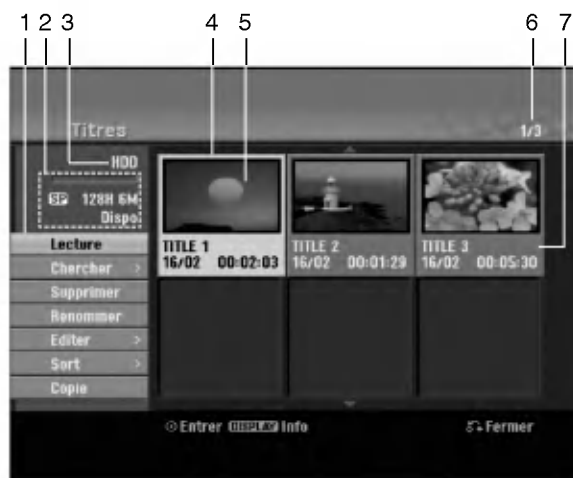 1 2 3 4 5 6 7
Titres
1/3
HDD
SP 128H 6M
Dispo
Lecture
Chercher >
Supprimer
Renommer
Editer >
Sort >
Copie
TITLE 1
16/02 00:02:03
TITLE 2
16/02 00:01:29
TITLE 3
16/02 00:05:30
Entrer DISPLAY Info
Fermer